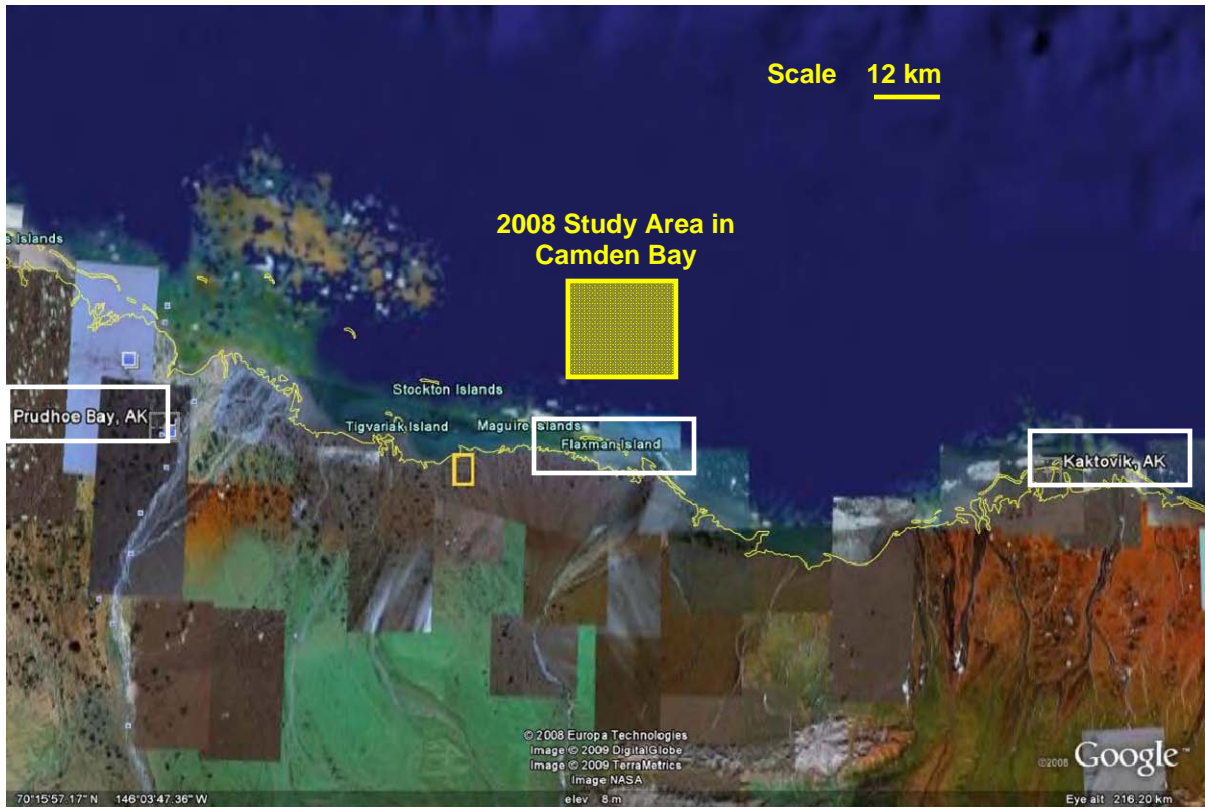 Scale 12 km
2008 Study Area in
Camden Bay
s Islands
Stockton Islands
Prudhoe Bay, AK
Tigvariak Island
Maguire Islands
Flaxman Island
Kaktovik, AK
© 2008 Europa Technologies
Image © 2009 DigitalGlobe
Image © 2009 TerraMetrics
Image NASA
©2008 Google™
70°15'57.17" N 146°03'47.36" W
elev 8 m
Eye alt 216.20 km